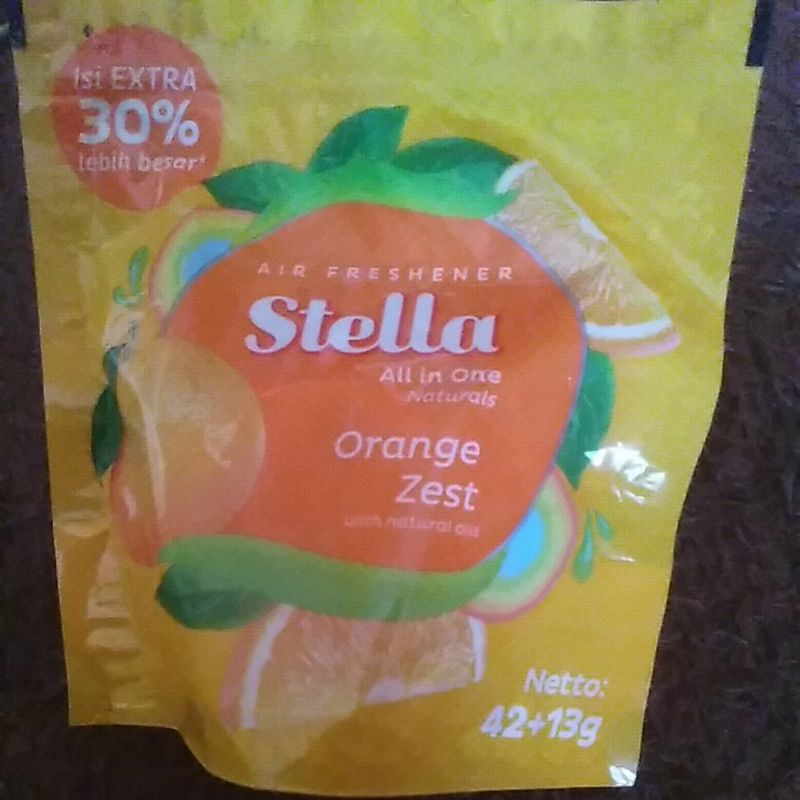 Isi EXTRA
30%
lebih besar*
AIR FRESHENER
Stella
All in One
Naturals
Orange
Zest
with natural oils
Netto:
42+13g